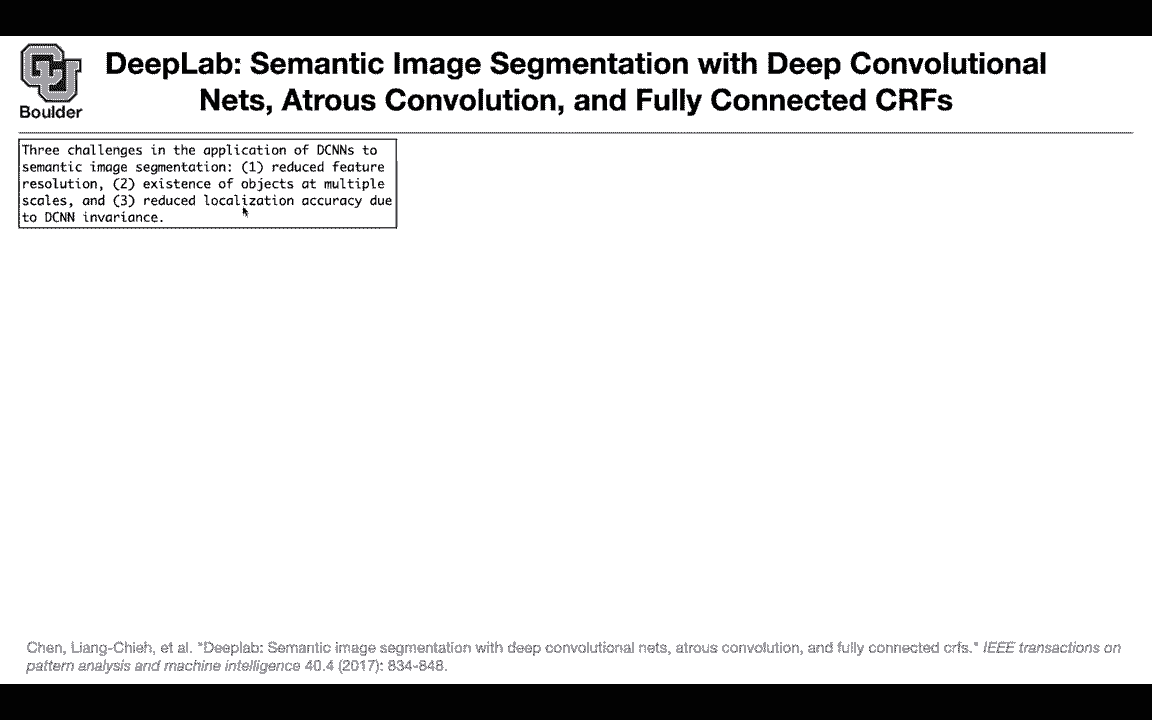 Boulder
DeepLab: Semantic Image Segmentation with Deep Convolutional
Nets, Atrous Convolution, and Fully Connected CRFs
Three challenges in the application of DCNNs to
semantic image segmentation: (1) reduced feature
resolution, (2) existence of objects at multiple
scales, and (3) reduced localization accuracy due
to DCNN invariance.
Chen, Liang-Chieh, et al. "Deeplab: Semantic image segmentation with deep convolutional nets, atrous convolution, and fully connected crfs." IEEE transactions on
pattern analysis and machine intelligence 40.4 (2017): 834-848.